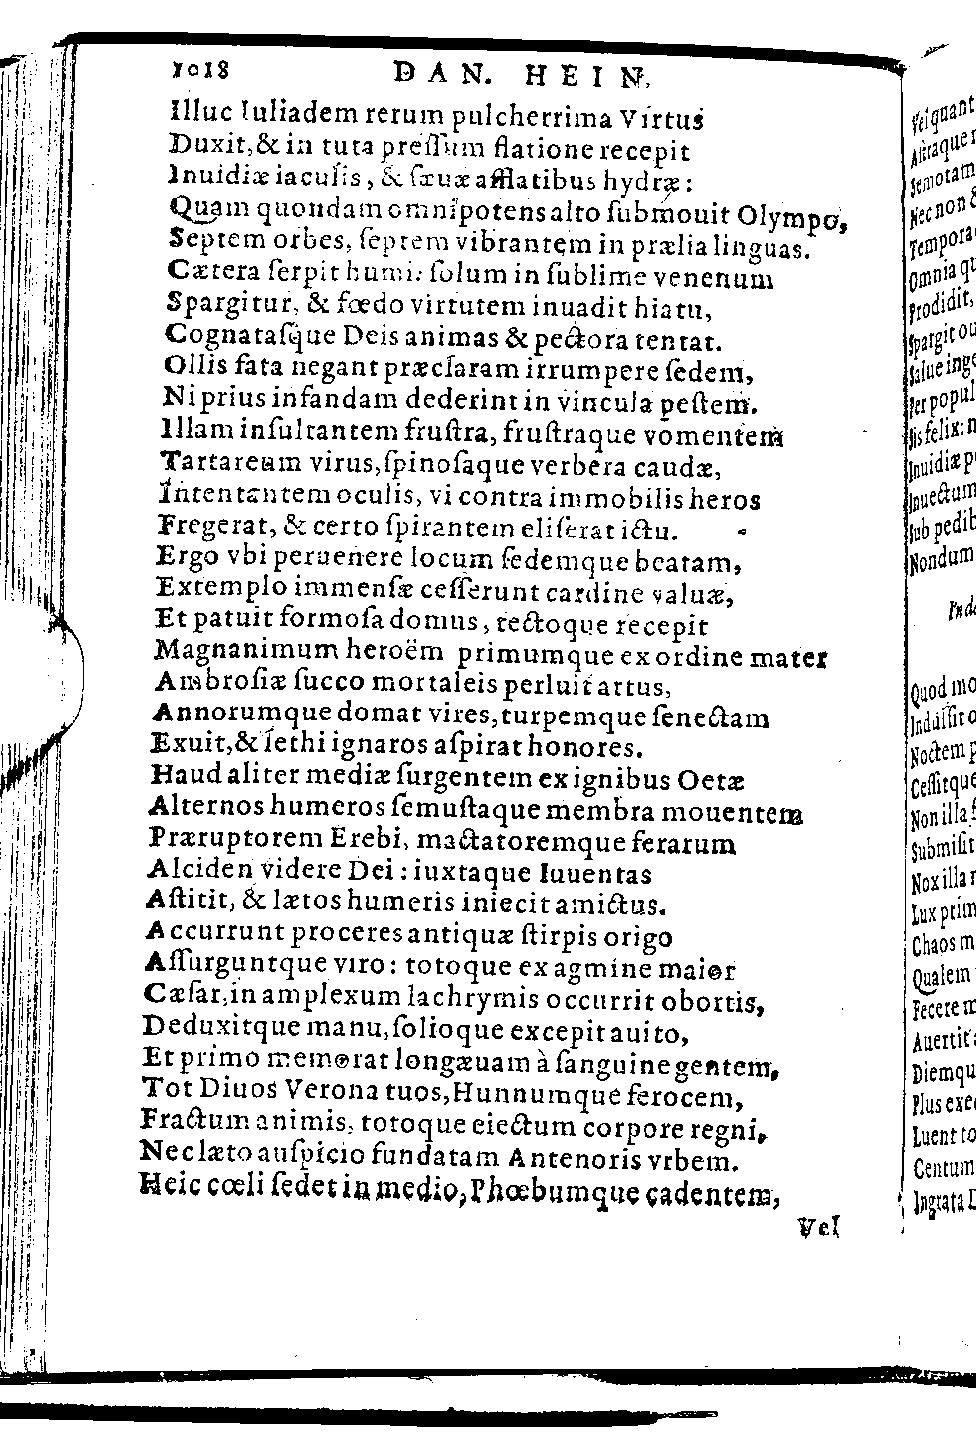 1018 DAN. HEIN.
Illuc Iuliadem rerum pulcherrima Virtus
Duxit, & in tuta preſſum ſtatione recepit
Inuidiæ iaculis, & ſæuæ afflatibus hydræ:
Quam quondam omnipotens alto ſubmouit Olympo,
Septem orbes, ſeptem vibrantem in prælia linguas.
Cætera ſerpit humi: ſolum in ſublime venenum
Spargitur, & fœdo virtutem inuadit hiatu,
Cognataſque Deis animas & pectora tentat.
Ollis fata negant præclaram irrumpere ſedem,
Ni prius infandam dederint in vincula peſtem.
Illam inſultantem fruſtra, fruſtraque vomentem
Tartareum virus, ſpinoſaque verbera caudæ,
Intentantem oculis, vi contra immobilis heros
Fregerat, & certo ſpirantem eliſerat ictu.
Ergo vbi peruenere locum ſedemque beatam,
Extemplo immenſæ ceſſerunt cardine valuæ,
Et patuit formoſa domus, tectoque recepit
Magnanimum heroëm primumque ex ordine mater
Ambroſiæ ſucco mortaleis perluit artus,
Annorumque domat vires, turpemque ſenectam
Exuit, & lethi ignaros aſpirat honores.
Haud aliter mediæ ſurgentem ex ignibus Oetæ
Alternos humeros ſemuſtaque membra mouentem
Præruptorem Erebi, mactatoremque ferarum
Alciden videre Dei: iuxtaque Iuuentas
Aſtitit, & lætos humeris iniecit amictus.
Accurrunt proceres antiquæ ſtirpis origo
Aſſurguntque viro: totoque ex agmine maior
Cæſar, in amplexum lachrymis occurrit obortis,
Deduxitque manu, ſolioque excepit auito,
Et primo memorat longæuam à ſanguine gentem,
Tot Diuos Verona tuos, Hunnumque ferocem,
Fractum animis, totoque eiectum corpore regni,
Nec læto auſpicio fundatam Antenoris vrbem.
Heic cœli ſedet in medio, Phœbumque cadentem,
Vel
Vel quant
Aſtraque
Semotam
Nec non &
Tempora
Omnia qu
Prodidit,
Spargit
Salue inge
Per popul
Sis felix:
Inuidiæ p
Inuectum
Sub pedib
Nondum
Quod mo
Indulſit
Noctem p
Ceſſitque
Non illa
Submiſit
Nox illa
Lux prim
Chaos m
Qualem
Fecere m
Auertit
Diemqu
Plus exe
Luent to
Centum
Ingrata